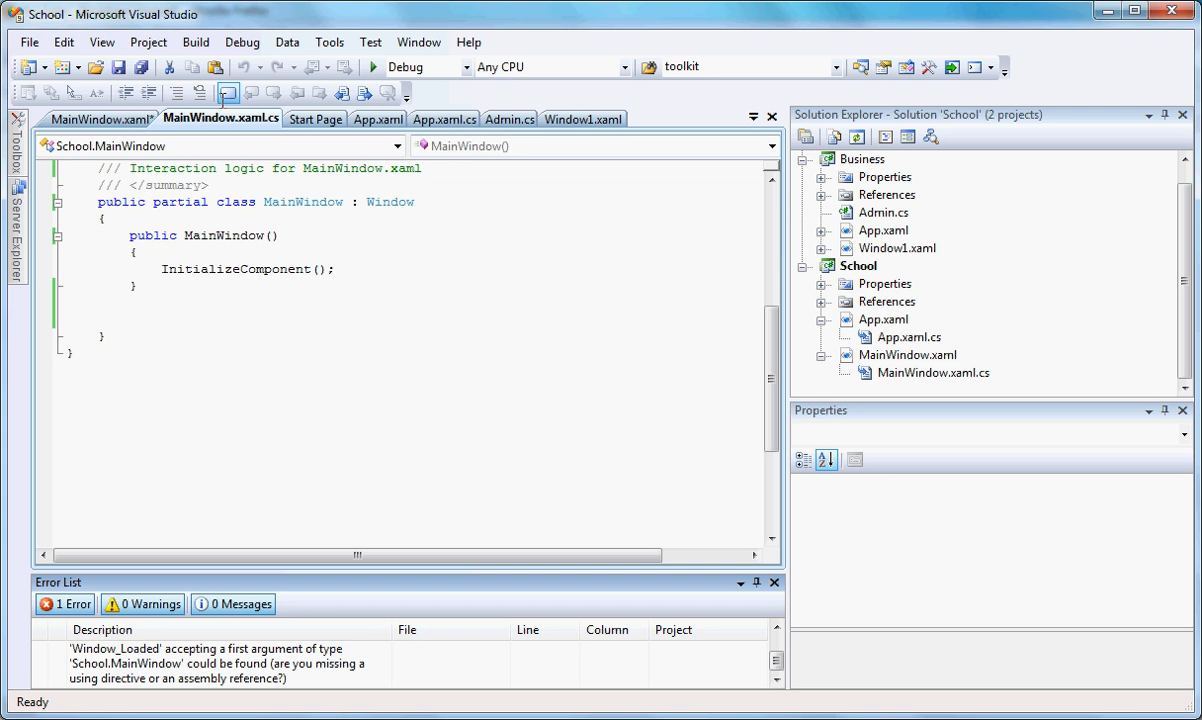 School - Microsoft Visual Studio
File Edit View Project Build Debug Data Tools Test Window Help
Debug Any CPU toolkit
MainWindow.xaml* MainWindow.xaml.cs Start Page App.xaml App.xaml.cs Admin.cs Window1.xaml
School.MainWindow MainWindow()
/// Interaction logic for MainWindow.xaml
/// </summary>
public partial class MainWindow : Window
{
public MainWindow()
{
InitializeComponent();
}
}
}
Toolbox
Server Explorer
Solution Explorer - Solution 'School' (2 projects)
Business
Properties
References
Admin.cs
App.xaml
Window1.xaml
School
Properties
References
App.xaml
App.xaml.cs
MainWindow.xaml
MainWindow.xaml.cs
Properties
Error List
1 Error 0 Warnings 0 Messages
Description File Line Column Project
'Window_Loaded' accepting a first argument of type
'School.MainWindow' could be found (are you missing a
using directive or an assembly reference?)
Ready